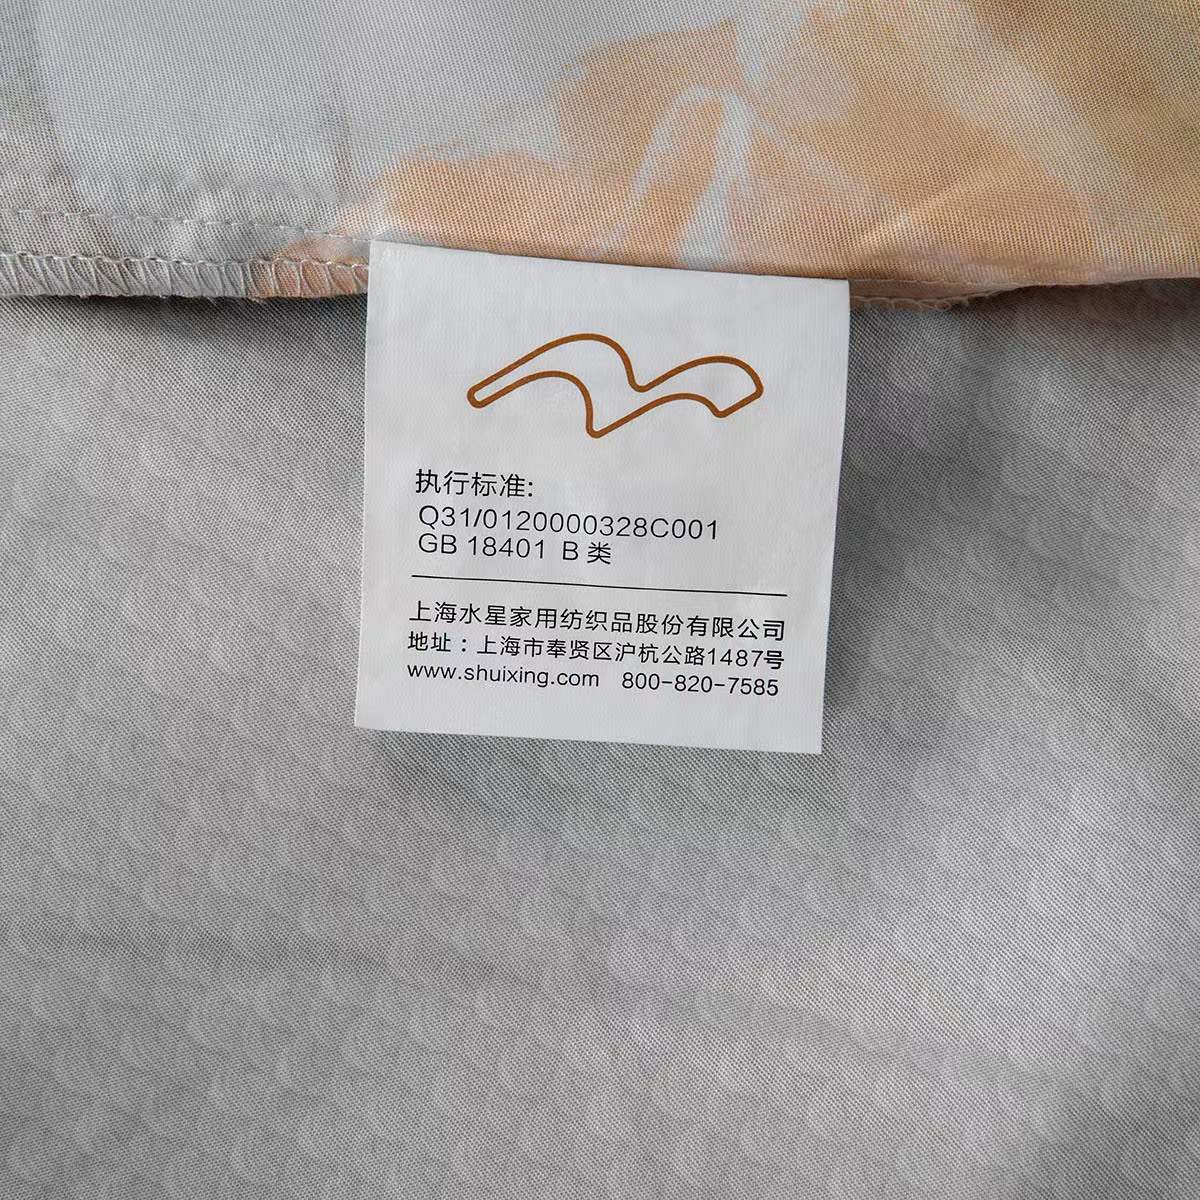 执行标准:
Q31/0120000328C001
GB 18401 B 类
上海水星家用纺织品股份有限公司
地址：上海市奉贤区沪杭公路1487号
www.shuixing.com 800-820-7585